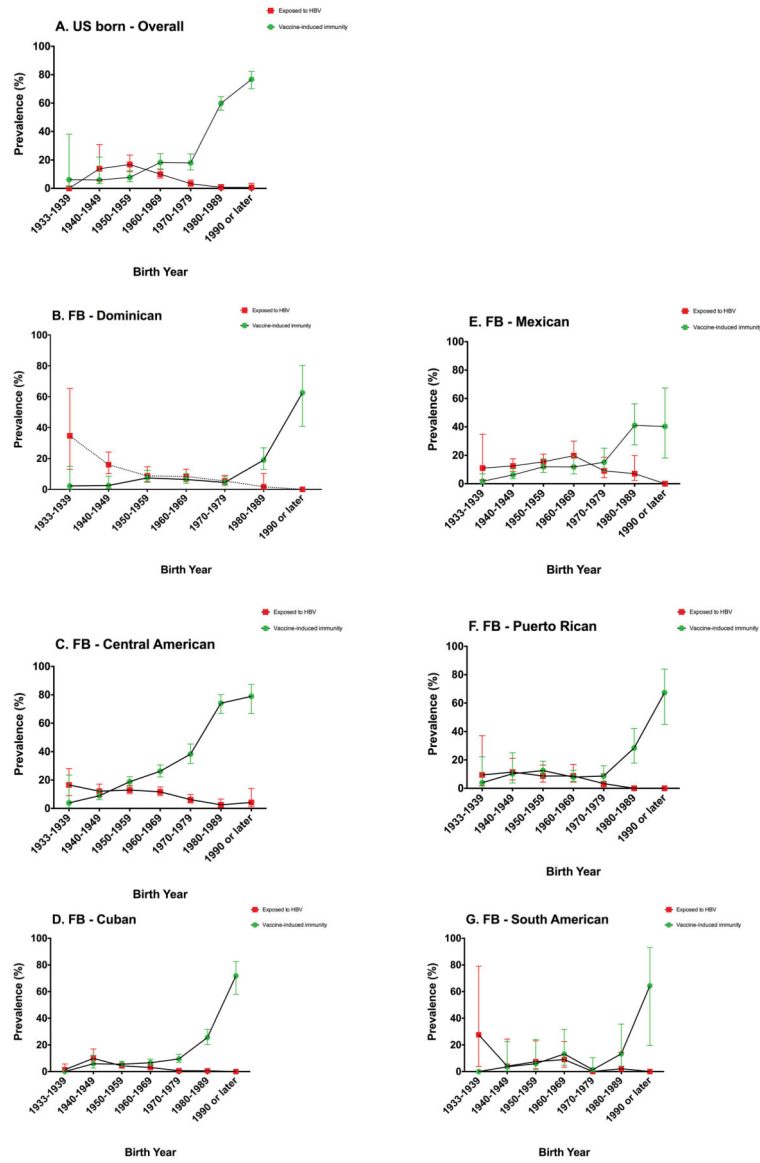 A. US born - Overall
Exposed to HBV
Vaccine-induced immunity
Prevalence (%)
100
80
60
40
20
0
1933-1939
1940-1949
1950-1959
1960-1969
1970-1979
1980-1989
1990 or later
Birth Year
B. FB - Dominican
Exposed to HBV
Vaccine-induced immunity
Prevalence (%)
100
80
60
40
20
0
1933-1939
1940-1949
1950-1959
1960-1969
1970-1979
1980-1989
1990 or later
Birth Year
E. FB - Mexican
Exposed to HBV
Vaccine-induced immunity
Prevalence (%)
100
80
60
40
20
0
1933-1939
1940-1949
1950-1959
1960-1969
1970-1979
1980-1989
1990 or later
Birth Year
C. FB - Central American
Exposed to HBV
Vaccine-induced immunity
Prevalence (%)
100
80
60
40
20
0
1933-1939
1940-1949
1950-1959
1960-1969
1970-1979
1980-1989
1990 or later
Birth Year
F. FB - Puerto Rican
Exposed to HBV
Vaccine-induced immunity
Prevalence (%)
100
80
60
40
20
0
1933-1939
1940-1949
1950-1959
1960-1969
1970-1979
1980-1989
1990 or later
Birth Year
D. FB - Cuban
Exposed to HBV
Vaccine-induced immunity
Prevalence (%)
100
80
60
40
20
0
1933-1939
1940-1949
1950-1959
1960-1969
1970-1979
1980-1989
1990 or later
Birth Year
G. FB - South American
Exposed to HBV
Vaccine-induced immunity
Prevalence (%)
100
80
60
40
20
0
1933-1939
1940-1949
1950-1959
1960-1969
1970-1979
1980-1989
1990 or later
Birth Year